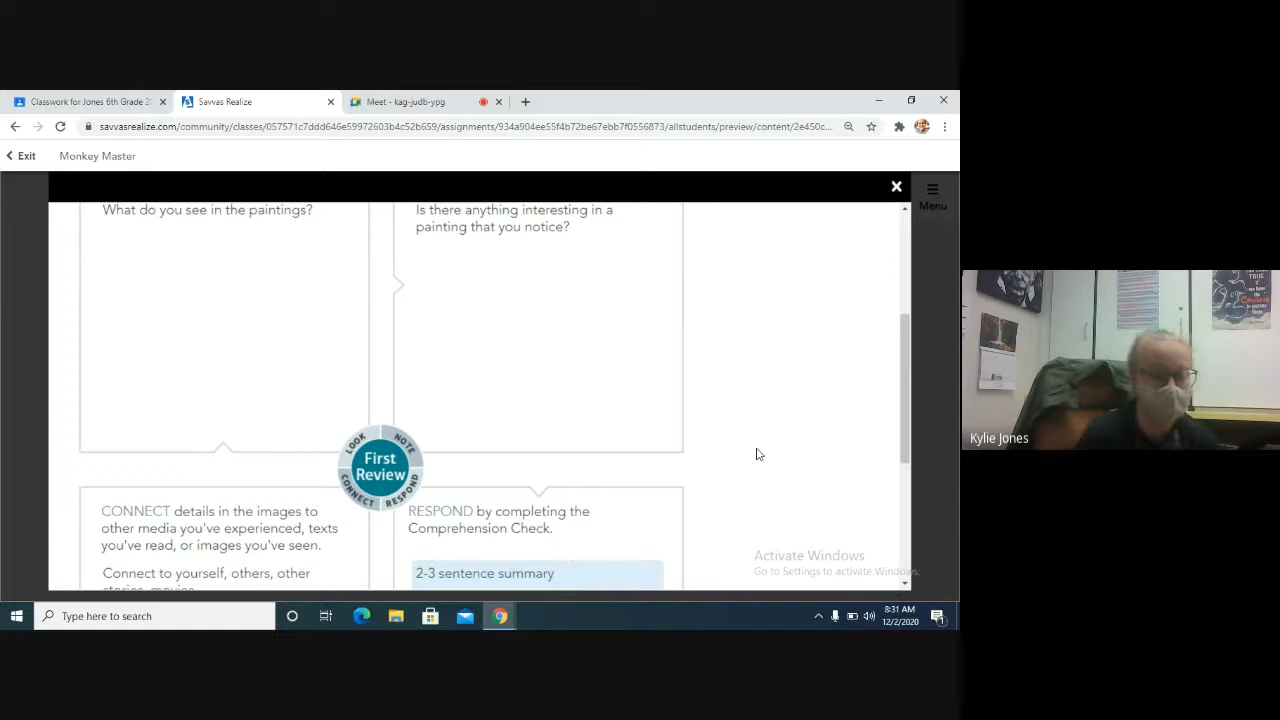 Classwork for Jones 6th Grade 20
Savvas Realize
Meet - kag-judb-ypg
savvasrealize.com/community/classes/057571c7ddd646e59972603b4c52b659/assignments/934a904ee55f4b72be67ebb7f0556873/allstudents/preview/content/2e450c...
Exit
Monkey Master
Menu
What do you see in the paintings?
Is there anything interesting in a
painting that you notice?
LOOK
NOTE
First
Review
CONNECT
RESPOND
CONNECT details in the images to
other media you've experienced, texts
you've read, or images you've seen.
Connect to yourself, others, other
stories, movies
RESPOND by completing the
Comprehension Check.
2-3 sentence summary
Activate Windows
Go to Settings to activate Windows.
Type here to search
8:31 AM
12/2/2020
1
TRUE
Kylie Jones